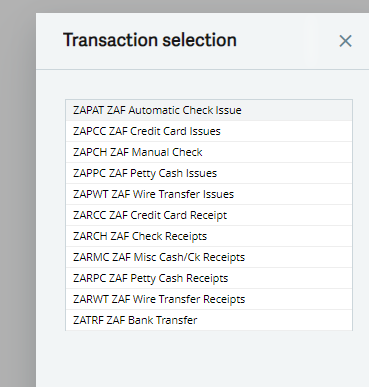 Transaction selection
ZAPAT ZAF Automatic Check Issue
ZAPCC ZAF Credit Card Issues
ZAPCH ZAF Manual Check
ZAPPC ZAF Petty Cash Issues
ZAPWT ZAF Wire Transfer Issues
ZARCC ZAF Credit Card Receipt
ZARCH ZAF Check Receipts
ZARMC ZAF Misc Cash/Ck Receipts
ZARPC ZAF Petty Cash Receipts
ZARWT ZAF Wire Transfer Receipts
ZATRF ZAF Bank Transfer